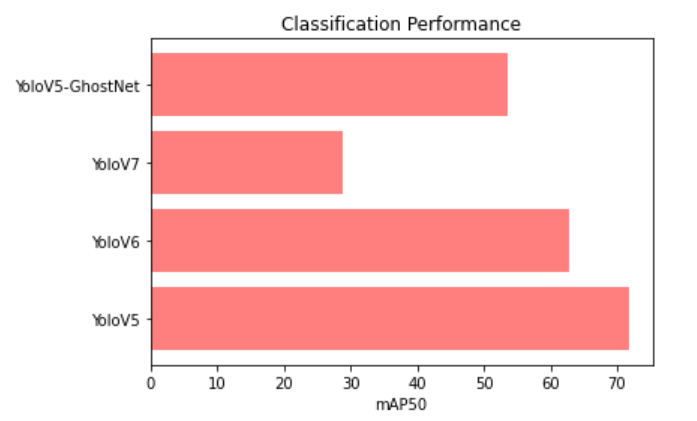 Classification Performance
YoloV5-GhostNet
YoloV7
YoloV6
YoloV5
0 10 20 30 40 50 60 70
mAP50